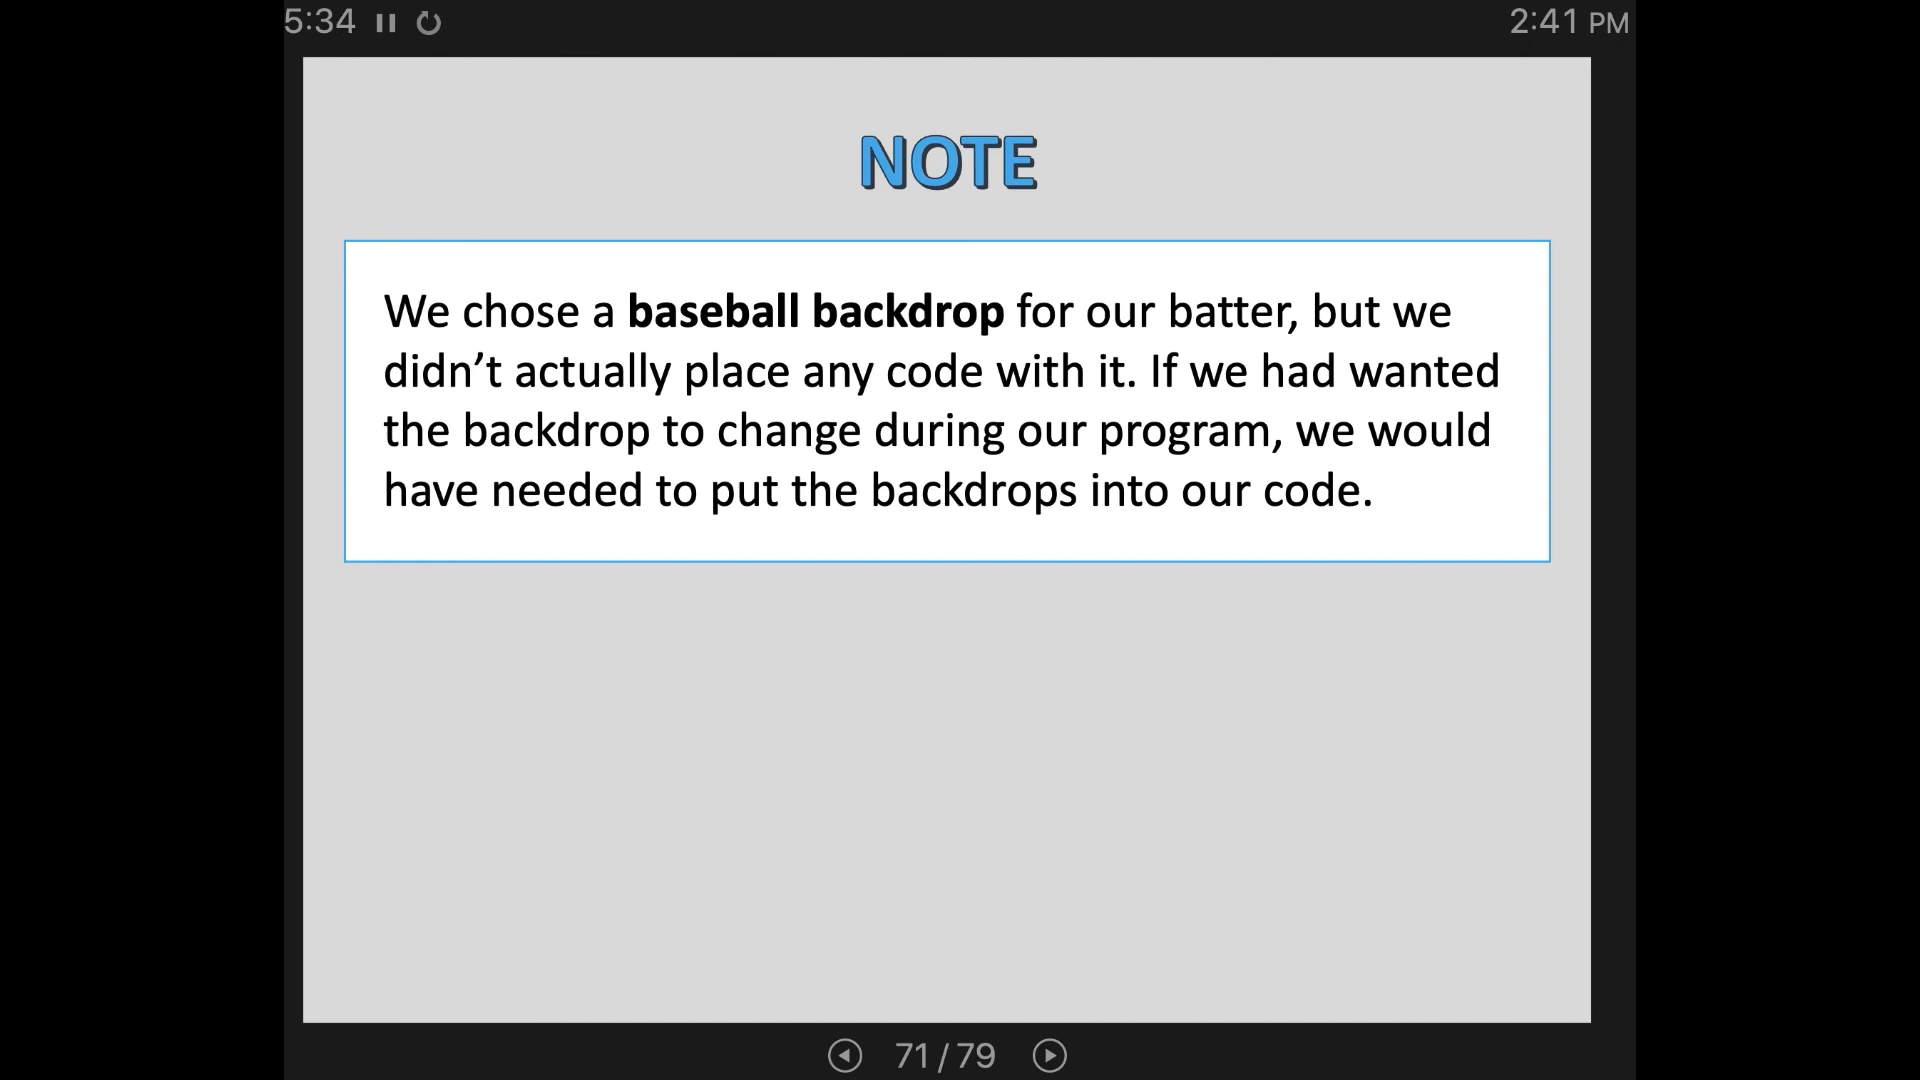 5:34
2:41 PM
NOTE
We chose a baseball backdrop for our batter, but we
didn’t actually place any code with it. If we had wanted
the backdrop to change during our program, we would
have needed to put the backdrops into our code.
71 / 79